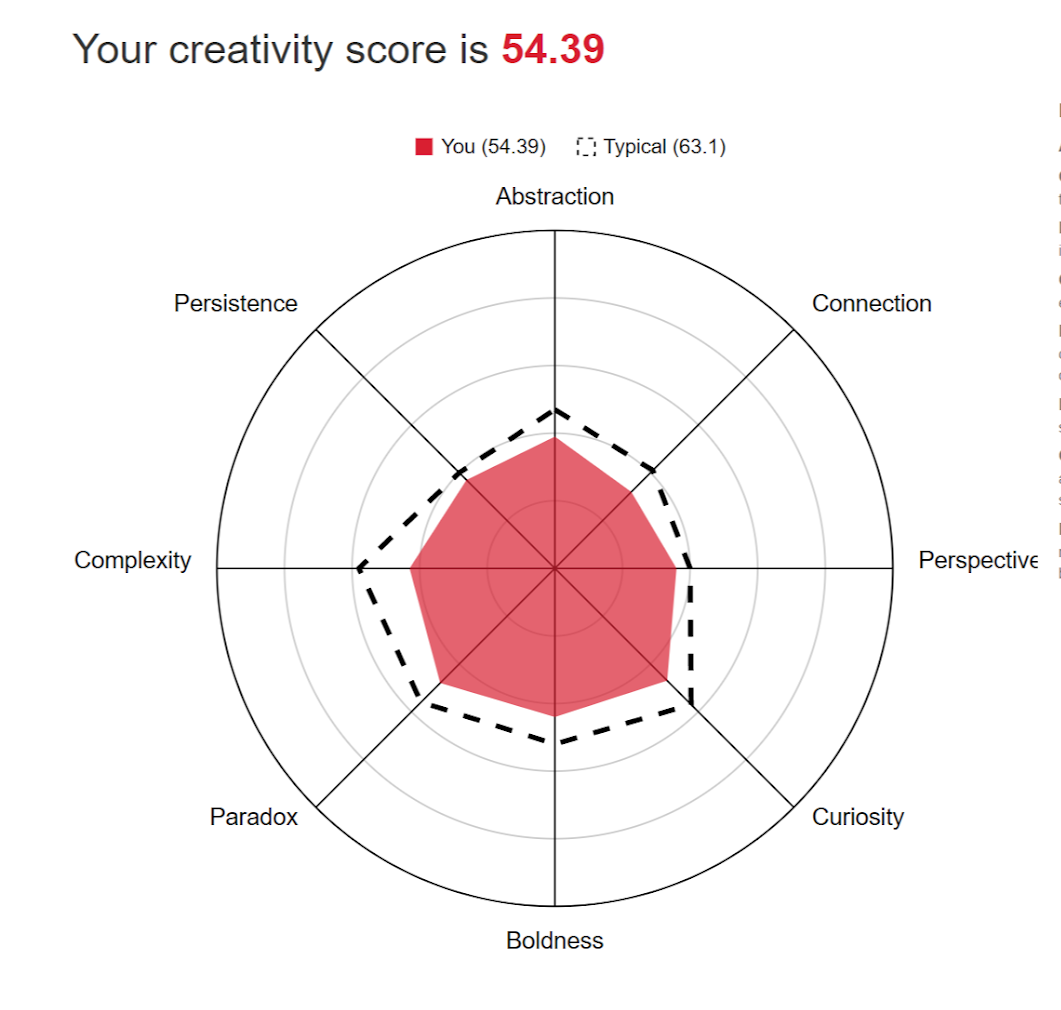 Your creativity score is 54.39
You (54.39) Typical (63.1)
Abstraction
Persistence
Connection
Complexity
Perspective
Paradox
Curiosity
Boldness